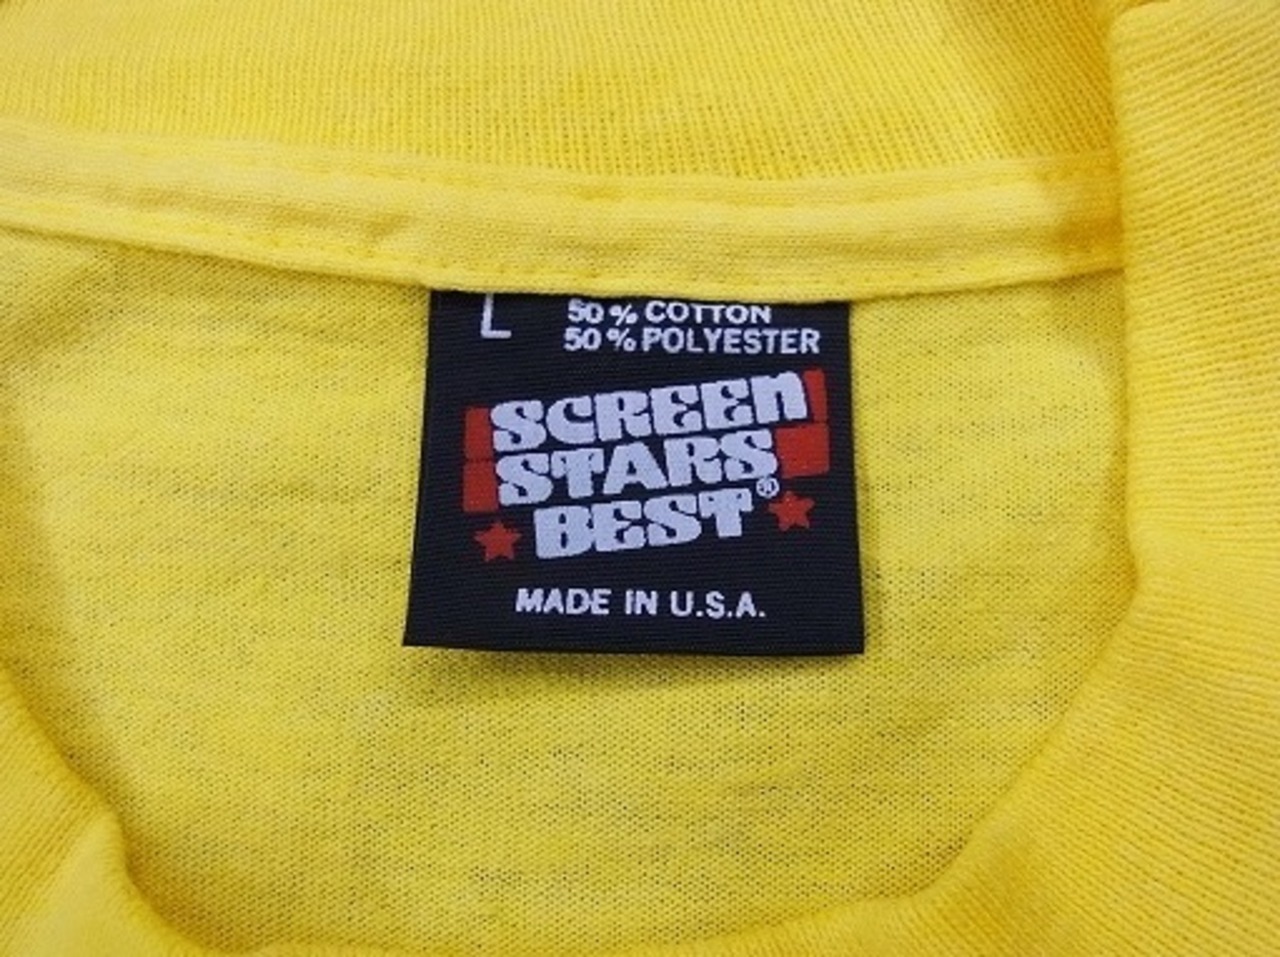 L 50% COTTON
50% POLYESTER
SCREEN
STARS
BEST®
MADE IN U.S.A.